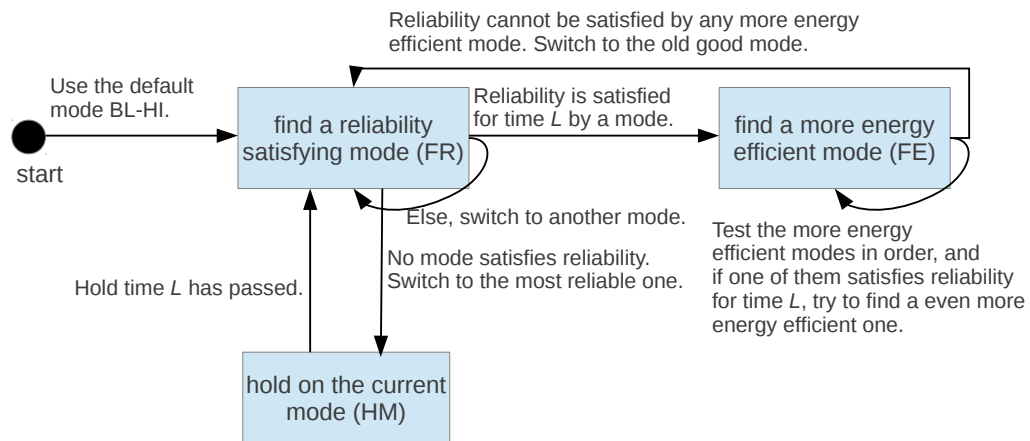 Reliability cannot be satisfied by any more energy
efficient mode. Switch to the old good mode.
Use the default
mode BL-HI.
start
find a reliability
satisfying mode (FR)
Reliability is satisfied
for time L by a mode.
find a more energy
efficient mode (FE)
Else, switch to another mode.
No mode satisfies reliability.
Switch to the most reliable one.
Hold time L has passed.
Test the more energy
efficient modes in order, and
if one of them satisfies reliability
for time L, try to find a even more
energy efficient one.
hold on the current
mode (HM)